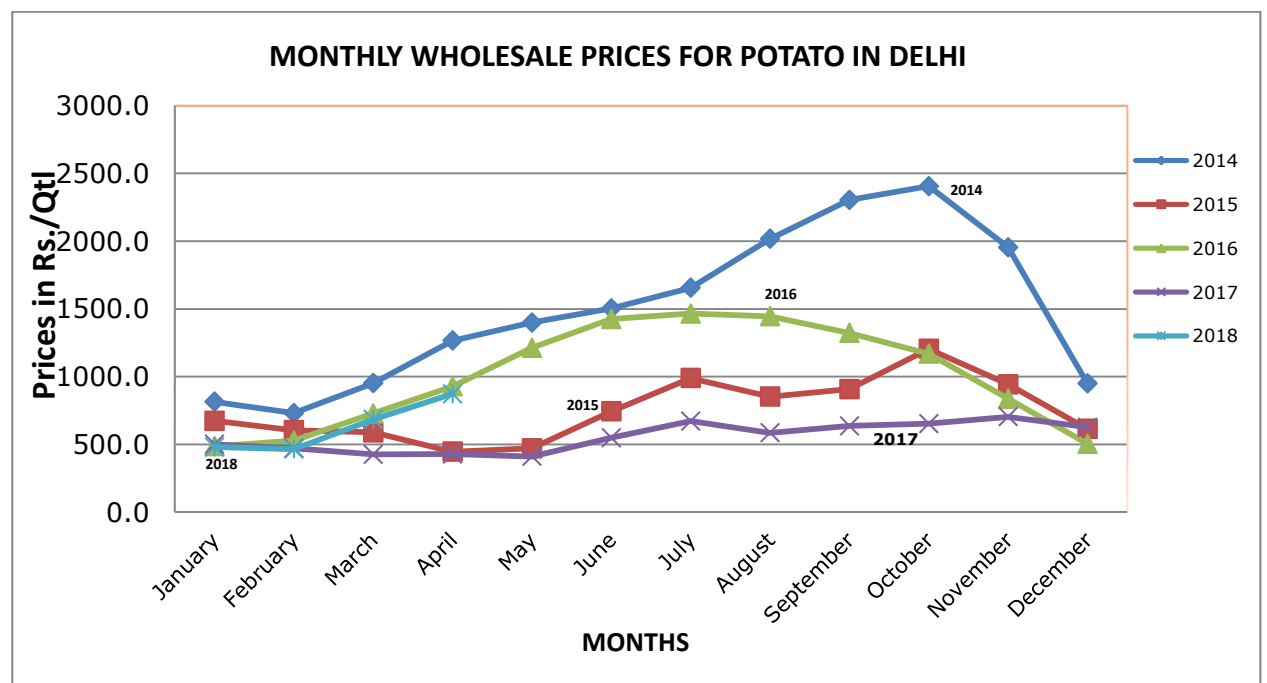 MONTHLY WHOLESALE PRICES FOR POTATO IN DELHI
Prices in Rs./Qtl
3000.0
2500.0
2000.0
1500.0
1000.0
500.0
0.0
2014
2016
2015
2017
2018
January
February
March
April
May
June
July
August
September
October
November
December
MONTHS
2014
2015
2016
2017
2018